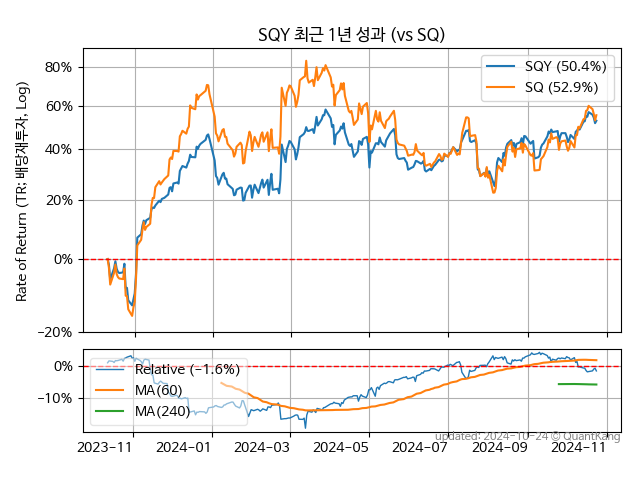 SQY 최근 1년 성과 (vs SQ)
Rate of Return (TR: 배당재투자, Log)
80%
60%
40%
20%
0%
−20%
SQY (50.4%)
SQ (52.9%)
0%
−10%
Relative (−1.6%)
MA(60)
MA(240)
updated: 2024-10-24 © QuantKang
2023-11
2024-01
2024-03
2024-05
2024-07
2024-09
2024-11